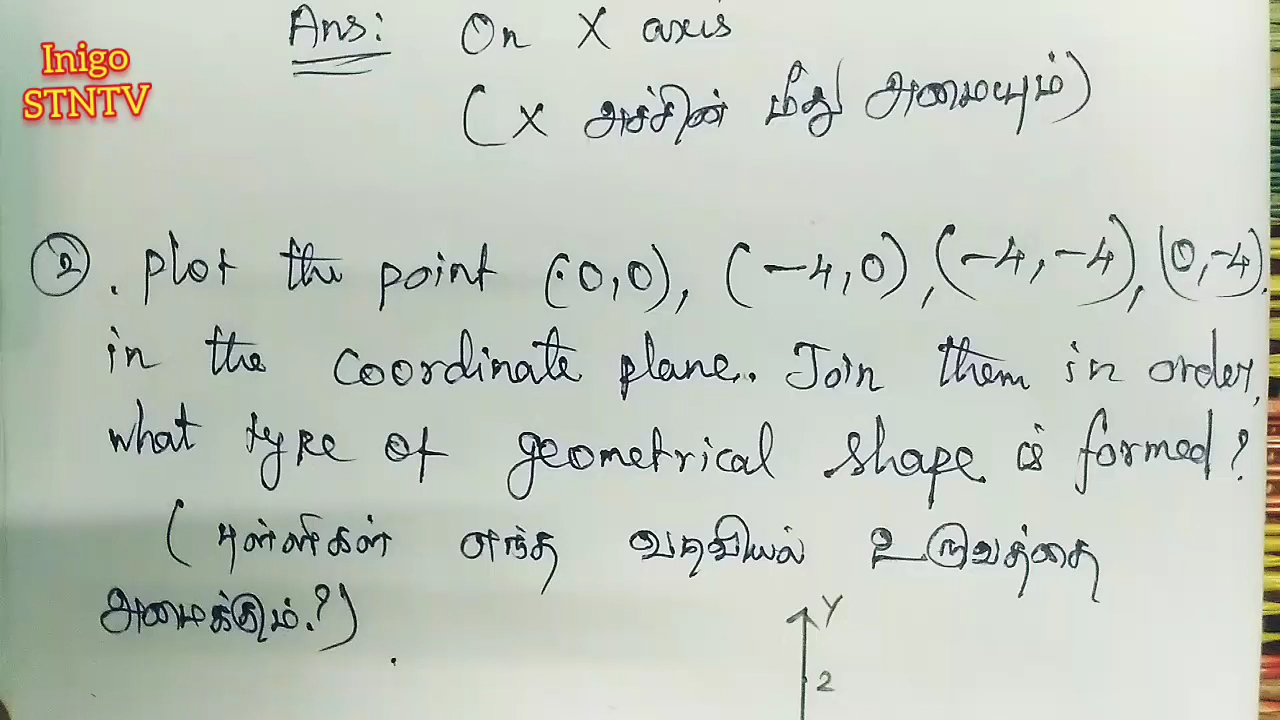 Inigo
STNTV
Ans: On X axis
(X அச்சின் மீது அமையும்)
②. plot the point (0,0), (-4,0), (-4,-4), (0,-4).
in the coordinate plane. Join them in order,
what type of geometrical shape is formed?
(புள்ளிகள் எந்த வடிவியல் உருவத்தை
அமைக்கும்.?)
Y
2